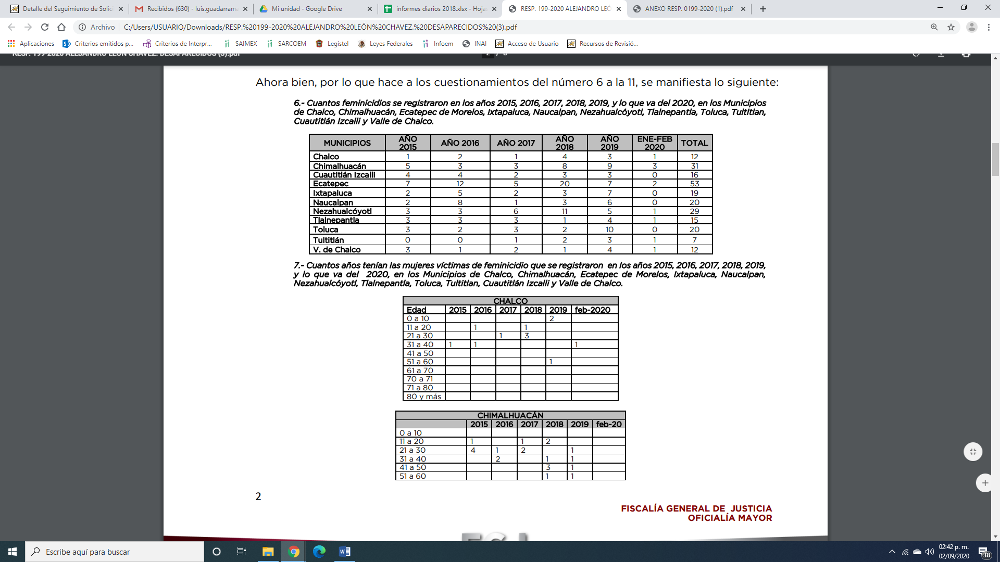 Detalle del Seguimiento de Solici
Recibidos (630) - luis.guadarrama
Mi unidad - Google Drive
informes diarios 2018.xlsx - Hoja
RESP. 199-2020 ALEJANDRO LEÓ
ANEXO RESP. 0199-2020 (1).pdf
Archivo | C:/Users/USUARIO/Downloads/RESP.%20199-2020%20ALEJANDRO%20LEÓN%20CHAVEZ.%20DESAPARECIDOS%20(3).pdf
Aplicaciones Criterios emitidos p... Criterios de Interpr... SAIMEX SARCOEM Legistel Leyes Federales Infoem INAI Acceso de Usuario Recursos de Revisió...
RESP. 199-2020 ALEJANDRO LEÓN CHAVEZ. DESAPARECIDOS (3).pdf
Ahora bien, por lo que hace a los cuestionamientos del número 6 a la 11, se manifiesta lo siguiente:
6.- Cuantos feminicidios se registraron en los años 2015, 2016, 2017, 2018, 2019, y lo que va del 2020, en los Municipios
de Chalco, Chimalhuacán, Ecatepec de Morelos, Ixtapaluca, Naucalpan, Nezahualcóyotl, Tlalnepantla, Toluca, Tultitlan,
Cuautitlán Izcalli y Valle de Chalco.
MUNICIPIOS AÑO 2015 AÑO 2016 AÑO 2017 AÑO 2018 AÑO 2019 ENE-FEB 2020 TOTAL
Chalco 1 2 1 4 3 1 12
Chimalhuacán 5 3 3 8 9 3 31
Cuautitlán Izcalli 4 4 2 3 3 0 16
Ecatepec 7 12 5 20 7 2 53
Ixtapaluca 2 5 2 3 7 0 19
Naucalpan 2 8 1 3 6 0 20
Nezahualcóyotl 3 3 6 11 5 1 29
Tlalnepantla 3 3 3 1 4 1 15
Toluca 3 2 3 2 10 0 20
Tultitlán 0 0 1 2 3 1 7
V. de Chalco 3 1 2 1 4 1 12
7.- Cuantos años tenían las mujeres víctimas de feminicidio que se registraron en los años 2015, 2016, 2017, 2018, 2019,
y lo que va del 2020, en los Municipios de Chalco, Chimalhuacán, Ecatepec de Morelos, Ixtapaluca, Naucalpan,
Nezahualcóyotl, Tlalnepantla, Toluca, Tultitlan, Cuautitlán Izcalli y Valle de Chalco.
CHALCO
Edad 2015 2016 2017 2018 2019 feb-2020
0 a 10 2
11 a 20 1 1
21 a 30 1 3
31 a 40 1 1 1
41 a 50
51 a 60 1
61 a 70
70 a 71
71 a 80
80 y más
CHIMALHUACÁN
2015 2016 2017 2018 2019 feb-20
0 a 10
11 a 20 1 1 2
21 a 30 4 1 2 1
31 a 40 2 1 1
41 a 50 3 1
51 a 60 1 1
2
FISCALÍA GENERAL DE JUSTICIA
OFICIALÍA MAYOR
Escribe aquí para buscar
02:42 p. m.
02/09/2020
38